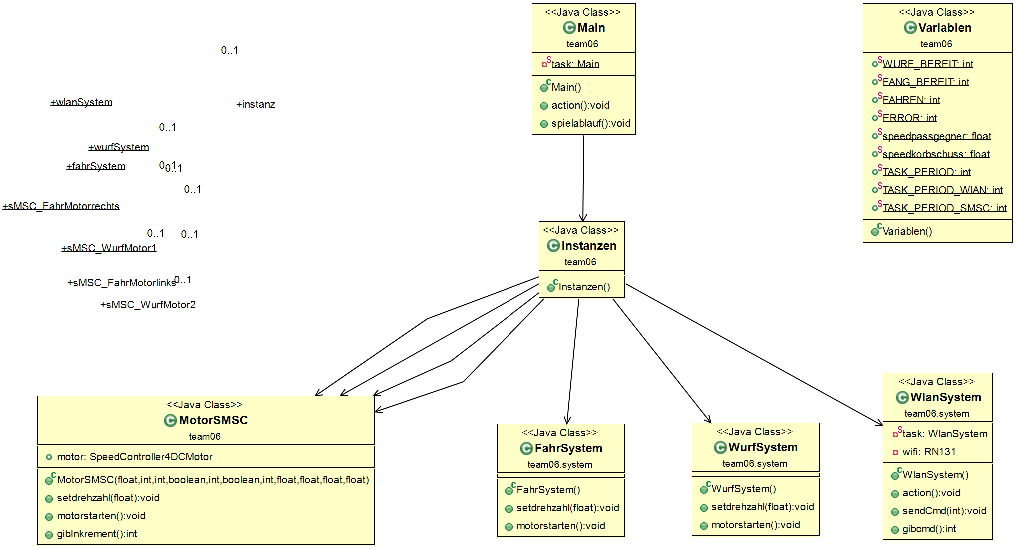 <<Java Class>>
Main
team06
task: Main
Main()
action():void
spielablauf():void
<<Java Class>>
Variablen
team06
WURF_BEREIT: int
FANG_BEREIT: int
FAHREN: int
ERROR: int
speedpassgegner: float
speedkorbschuss: float
TASK_PERIOD: int
TASK_PERIOD_WlAN: int
TASK_PERIOD_SMSC: int
Variablen()
0..1
+wlanSystem
+instanz
0..1
+wurfSystem
+fahrSystem
0..1
0..1
0..1
+sMSC_FahrMotorrechts
0..1
0..1
+sMSC_WurfMotor1
+sMSC_FahrMotorlinks
0..1
+sMSC_WurfMotor2
<<Java Class>>
Instanzen
team06
Instanzen()
<<Java Class>>
MotorSMSC
team06
motor: SpeedController4DCMotor
MotorSMSC(float,int,int,boolean,int,boolean,int,float,float,float,float)
setdrehzahl(float):void
motorstarten():void
gibInkrement():int
<<Java Class>>
FahrSystem
team06.system
FahrSystem()
setdrehzahl(float):void
motorstarten():void
<<Java Class>>
WurfSystem
team06.system
WurfSystem()
setdrehzahl(float):void
motorstarten():void
<<Java Class>>
WlanSystem
team06.system
task: WlanSystem
wifi: RN131
WlanSystem()
action():void
sendCmd(int):void
gibcmd():int